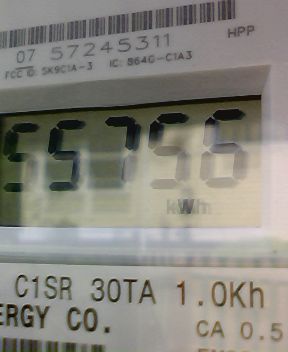 07 57245311
HPP
FCC ID: SK9C1A-3 IC: 864G-C1A3
55756
kWh
C1SR 30TA 1.0Kh
ERGY CO.
CA 0.5